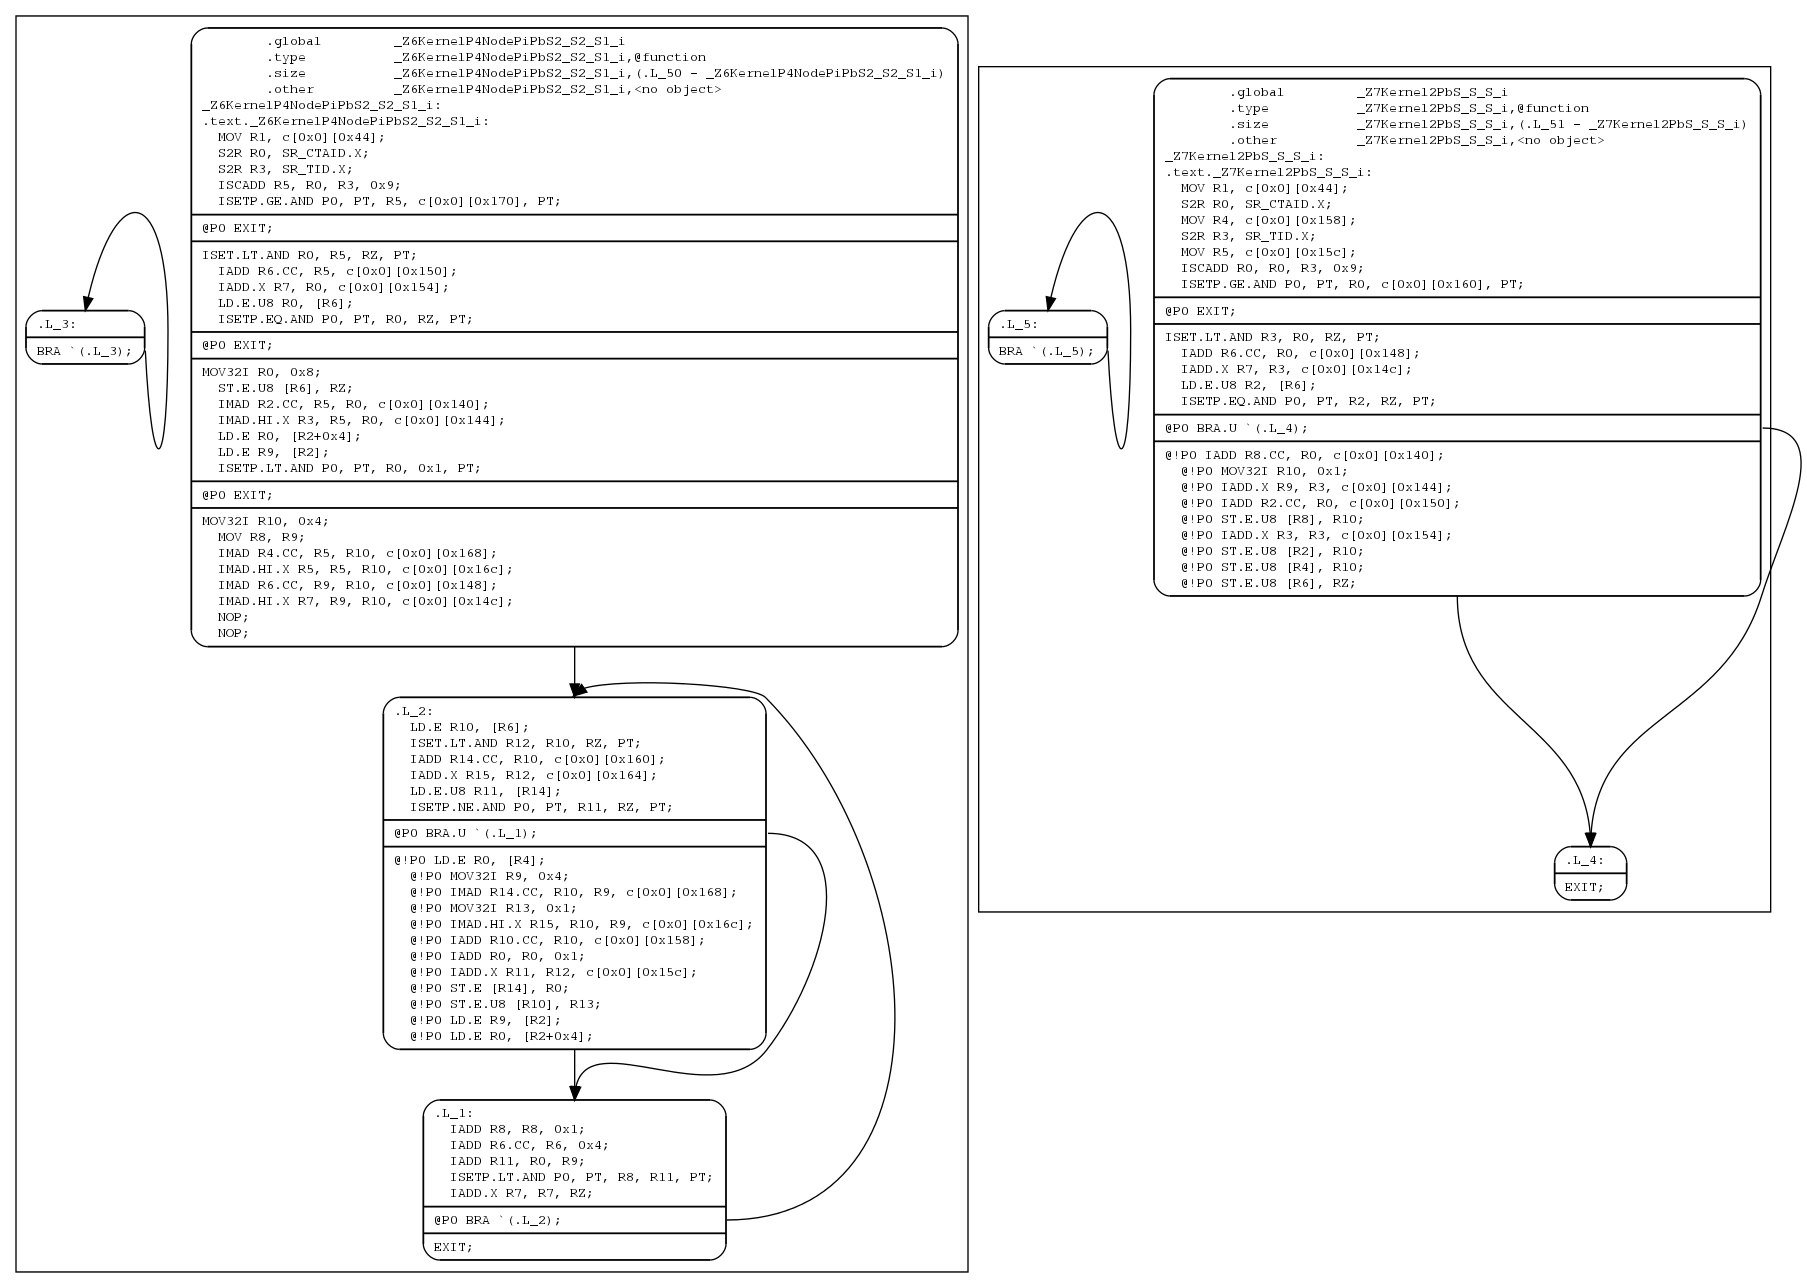 .global _Z6KernelP4NodePiPbS2_S2_S1_i
.type _Z6KernelP4NodePiPbS2_S2_S1_i,@function
.size _Z6KernelP4NodePiPbS2_S2_S1_i,(.L_50 - _Z6KernelP4NodePiPbS2_S2_S1_i)
.other _Z6KernelP4NodePiPbS2_S2_S1_i,<no object>
_Z6KernelP4NodePiPbS2_S2_S1_i:
.text._Z6KernelP4NodePiPbS2_S2_S1_i:
MOV R1, c[0x0][0x44];
S2R R0, SR_CTAID.X;
S2R R3, SR_TID.X;
ISCADD R5, R0, R3, 0x9;
ISETP.GE.AND P0, PT, R5, c[0x0][0x170], PT;
@P0 EXIT;
ISET.LT.AND R0, R5, RZ, PT;
IADD R6.CC, R5, c[0x0][0x150];
IADD.X R7, R0, c[0x0][0x154];
LD.E.U8 R0, [R6];
ISETP.EQ.AND P0, PT, R0, RZ, PT;
@P0 EXIT;
MOV32I R0, 0x8;
ST.E.U8 [R6], RZ;
IMAD R2.CC, R5, R0, c[0x0][0x140];
IMAD.HI.X R3, R5, R0, c[0x0][0x144];
LD.E R0, [R2+0x4];
LD.E R9, [R2];
ISETP.LT.AND P0, PT, R0, 0x1, PT;
@P0 EXIT;
MOV32I R10, 0x4;
MOV R8, R9;
IMAD R4.CC, R5, R10, c[0x0][0x168];
IMAD.HI.X R5, R5, R10, c[0x0][0x16c];
IMAD R6.CC, R9, R10, c[0x0][0x148];
IMAD.HI.X R7, R9, R10, c[0x0][0x14c];
NOP;
NOP;
.L_3:
BRA `(.L_3);
.L_2:
LD.E R10, [R6];
ISET.LT.AND R12, R10, RZ, PT;
IADD R14.CC, R10, c[0x0][0x160];
IADD.X R15, R12, c[0x0][0x164];
LD.E.U8 R11, [R14];
ISETP.NE.AND P0, PT, R11, RZ, PT;
@P0 BRA.U `(.L_1);
@!P0 LD.E R0, [R4];
@!P0 MOV32I R9, 0x4;
@!P0 IMAD R14.CC, R10, R9, c[0x0][0x168];
@!P0 MOV32I R13, 0x1;
@!P0 IMAD.HI.X R15, R10, R9, c[0x0][0x16c];
@!P0 IADD R10.CC, R10, c[0x0][0x158];
@!P0 IADD R0, R0, 0x1;
@!P0 IADD.X R11, R12, c[0x0][0x15c];
@!P0 ST.E [R14], R0;
@!P0 ST.E.U8 [R10], R13;
@!P0 LD.E R9, [R2];
@!P0 LD.E R0, [R2+0x4];
.L_1:
IADD R8, R8, 0x1;
IADD R6.CC, R6, 0x4;
IADD R11, R0, R9;
ISETP.LT.AND P0, PT, R8, R11, PT;
IADD.X R7, R7, RZ;
@P0 BRA `(.L_2);
EXIT;
.global _Z7Kernel2PbS_S_S_i
.type _Z7Kernel2PbS_S_S_i,@function
.size _Z7Kernel2PbS_S_S_i,(.L_51 - _Z7Kernel2PbS_S_S_i)
.other _Z7Kernel2PbS_S_S_i,<no object>
_Z7Kernel2PbS_S_S_i:
.text._Z7Kernel2PbS_S_S_i:
MOV R1, c[0x0][0x44];
S2R R0, SR_CTAID.X;
MOV R4, c[0x0][0x158];
S2R R3, SR_TID.X;
MOV R5, c[0x0][0x15c];
ISCADD R0, R0, R3, 0x9;
ISETP.GE.AND P0, PT, R0, c[0x0][0x160], PT;
@P0 EXIT;
ISET.LT.AND R3, R0, RZ, PT;
IADD R6.CC, R0, c[0x0][0x148];
IADD.X R7, R3, c[0x0][0x14c];
LD.E.U8 R2, [R6];
ISETP.EQ.AND P0, PT, R2, RZ, PT;
@P0 BRA.U `(.L_4);
@!P0 IADD R8.CC, R0, c[0x0][0x140];
@!P0 MOV32I R10, 0x1;
@!P0 IADD.X R9, R3, c[0x0][0x144];
@!P0 IADD R2.CC, R0, c[0x0][0x150];
@!P0 ST.E.U8 [R8], R10;
@!P0 IADD.X R3, R3, c[0x0][0x154];
@!P0 ST.E.U8 [R2], R10;
@!P0 ST.E.U8 [R4], R10;
@!P0 ST.E.U8 [R6], RZ;
.L_5:
BRA `(.L_5);
.L_4:
EXIT;